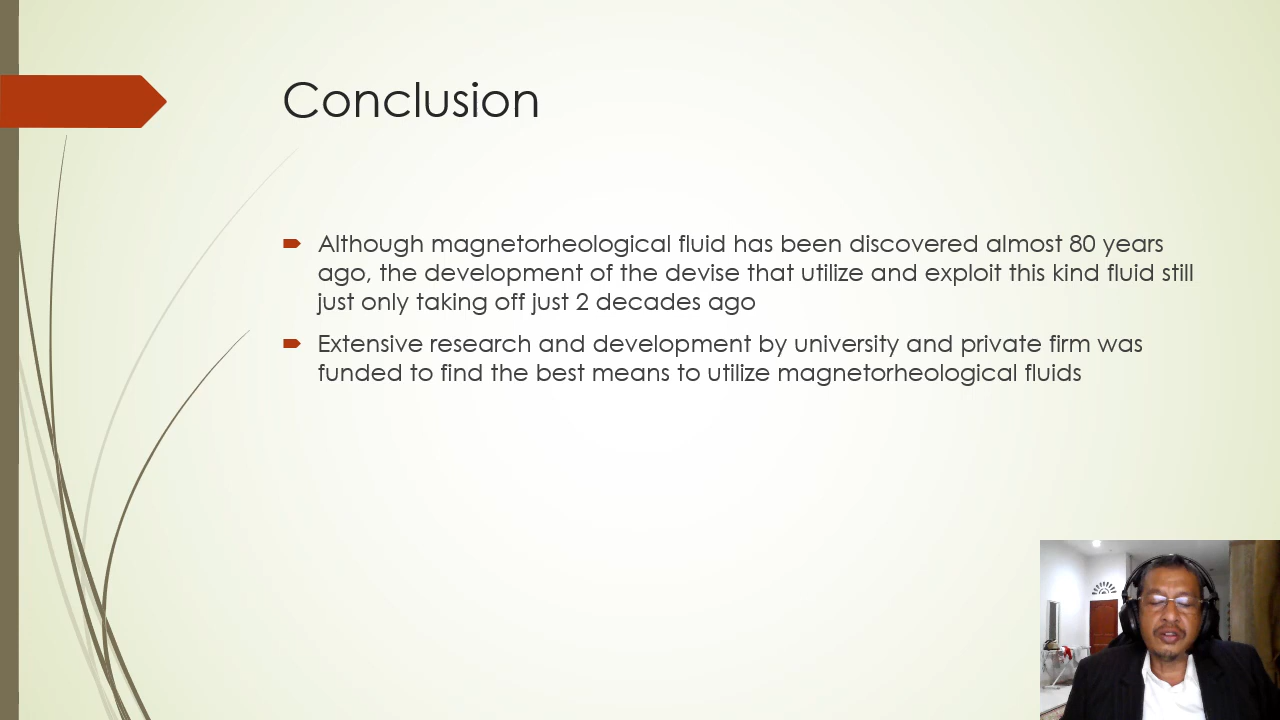 Conclusion
Although magnetorheological fluid has been discovered almost 80 years
ago, the development of the devise that utilize and exploit this kind fluid still
just only taking off just 2 decades ago
Extensive research and development by university and private firm was
funded to find the best means to utilize magnetorheological fluids